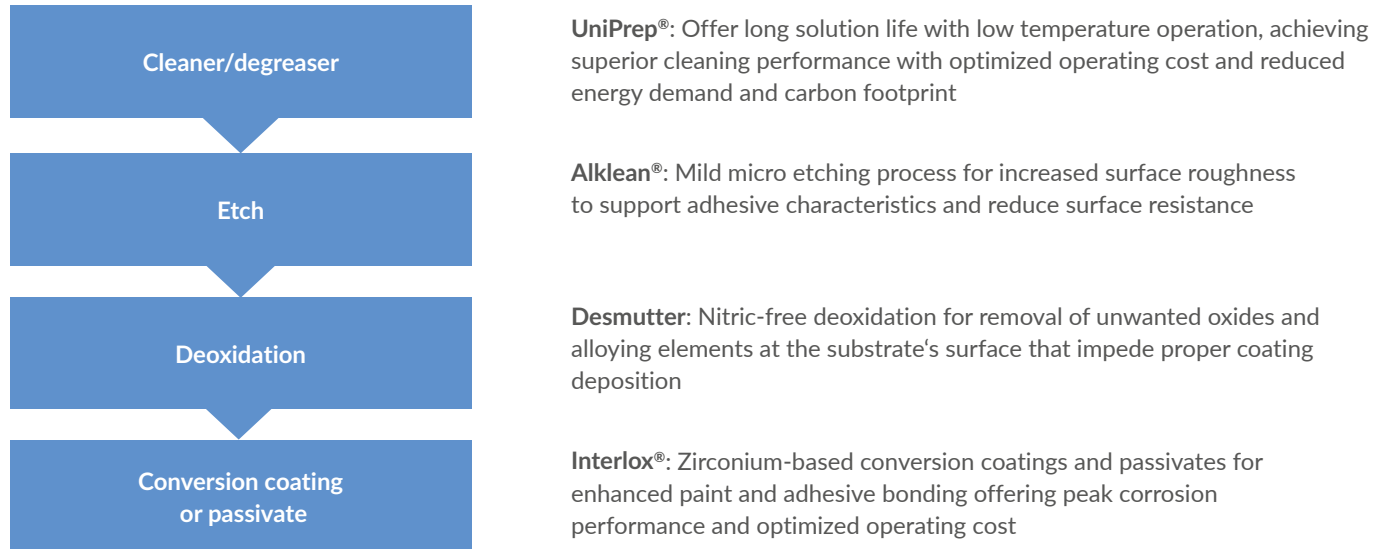 Cleaner/degreaser
UniPrep®: Offer long solution life with low temperature operation, achieving
superior cleaning performance with optimized operating cost and reduced
energy demand and carbon footprint
Etch
Alklean®: Mild micro etching process for increased surface roughness
to support adhesive characteristics and reduce surface resistance
Deoxidation
Desmutter: Nitric-free deoxidation for removal of unwanted oxides and
alloying elements at the substrate‘s surface that impede proper coating
deposition
Conversion coating
or passivate
Interlox®: Zirconium-based conversion coatings and passivates for
enhanced paint and adhesive bonding offering peak corrosion
performance and optimized operating cost